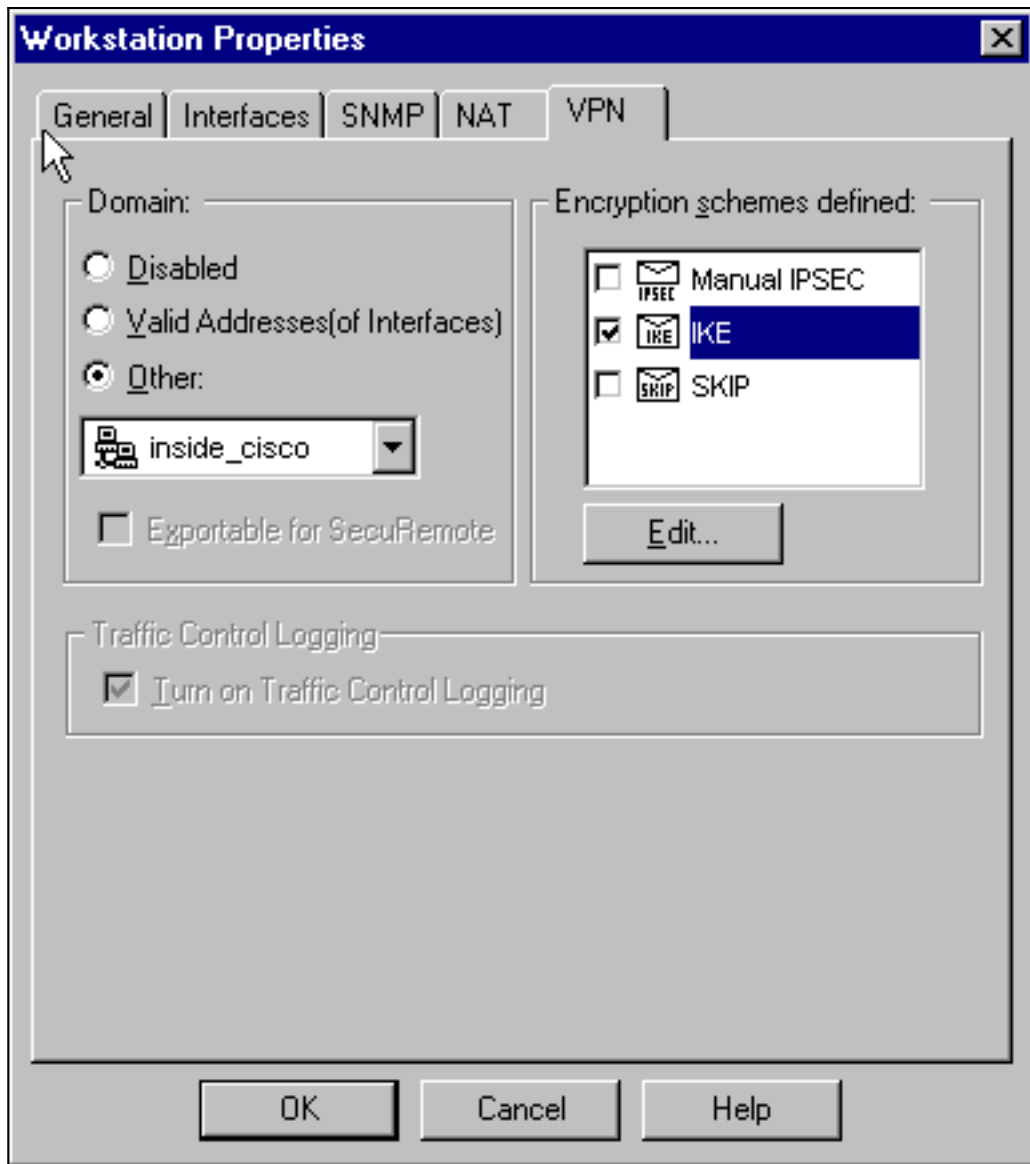 Workstation Properties
General Interfaces SNMP NAT VPN
Domain:
Disabled
Valid Addresses(of Interfaces)
Other:
inside_cisco
Exportable for SecuRemote
Encryption schemes defined:
IPSEC Manual IPSEC
IKE IKE
SKIP SKIP
Edit...
Traffic Control Logging
Turn on Traffic Control Logging
OK Cancel Help